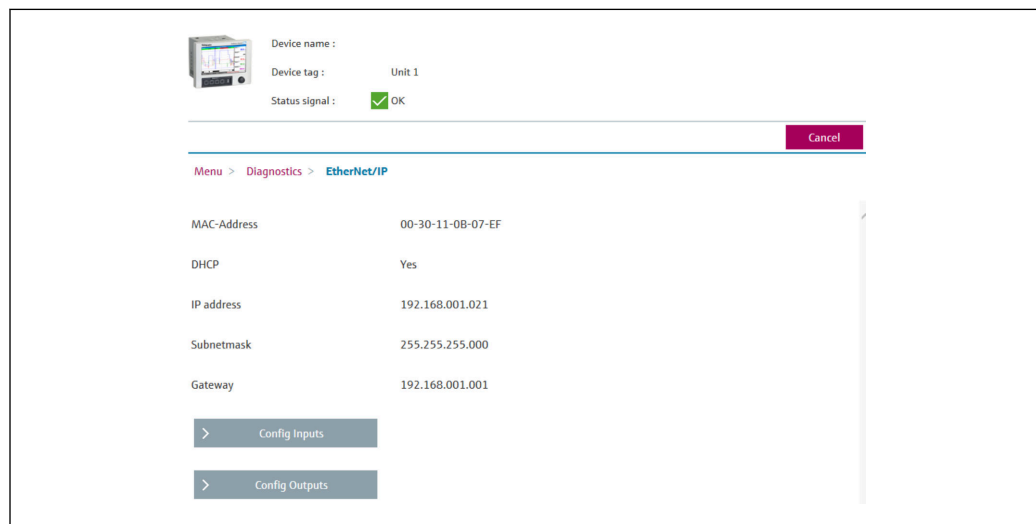 Device name :
Device tag : Unit 1
Status signal : OK
Cancel
Menu > Diagnostics > EtherNet/IP
MAC-Address 00-30-11-0B-07-EF
DHCP Yes
IP address 192.168.001.021
Subnetmask 255.255.255.000
Gateway 192.168.001.001
> Config Inputs
> Config Outputs